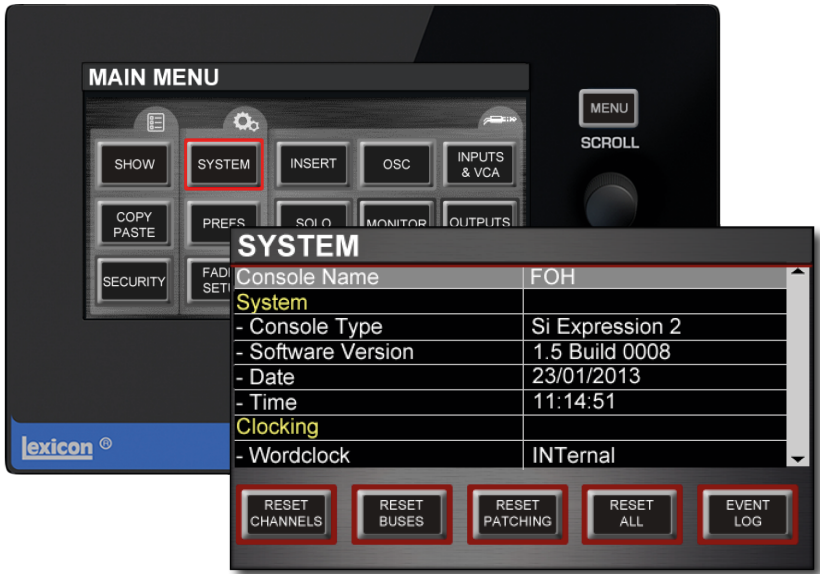 MAIN MENU
MENU
SCROLL
SHOW
SYSTEM
INSERT
OSC
INPUTS
& VCA
COPY
PASTE
PREFS
SOLO
MONITOR
OUTPUTS
SECURITY
SYSTEM
Console Name FOH
System
- Console Type Si Expression 2
- Software Version 1.5 Build 0008
- Date 23/01/2013
- Time 11:14:51
Clocking
- Wordclock INTernal
RESET
CHANNELS
RESET
BUSES
RESET
PATCHING
RESET
ALL
EVENT
LOG
lexicon ®